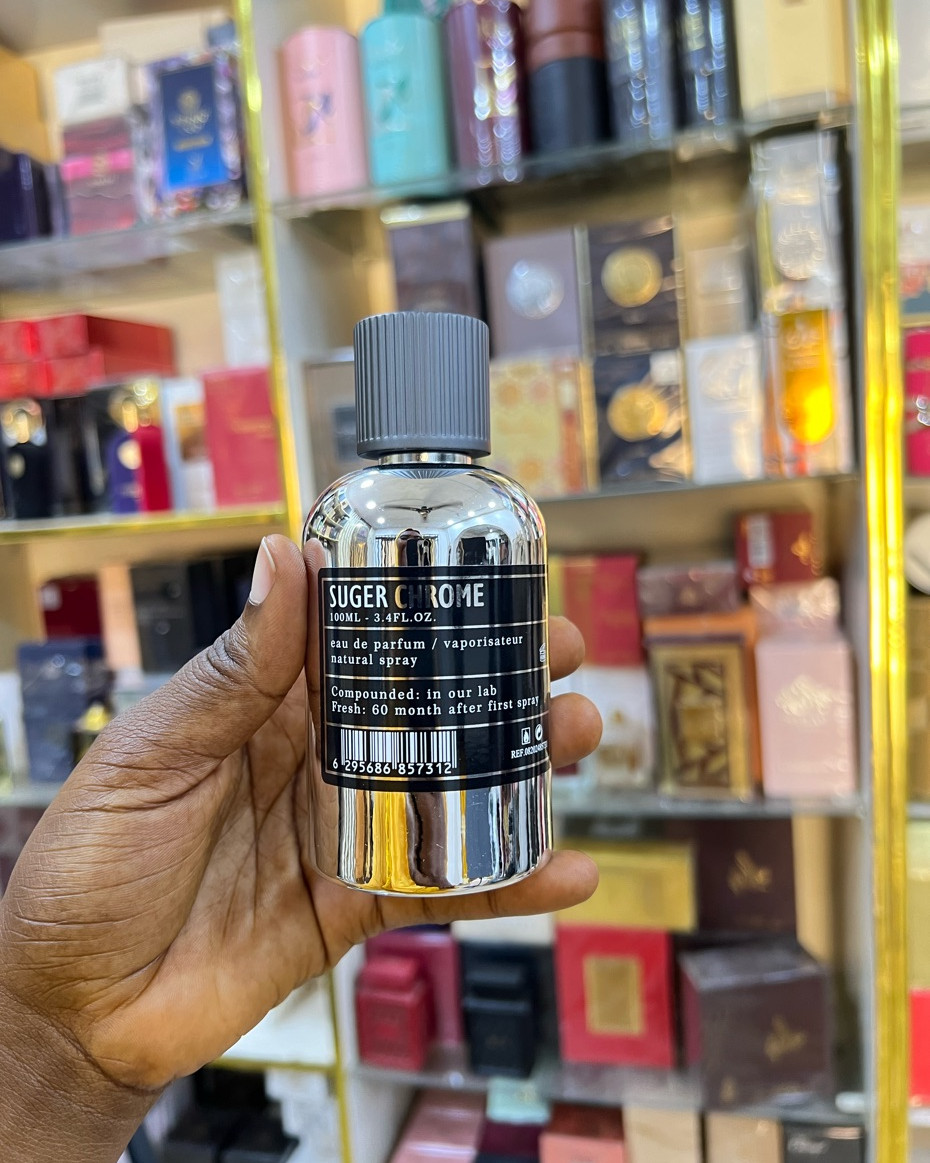 SUGER CHROME
100ML - 3.4FL.OZ.
eau de parfum / vaporisateur
natural spray
Compounded: in our lab
Fresh: 60 month after first spray
6 295686 857312